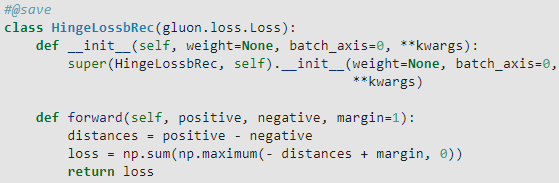 #@save
class HingeLossbRec(gluon.loss.Loss):
    def __init__(self, weight=None, batch_axis=0, **kwargs):
        super(HingeLossbRec, self).__init__(weight=None, batch_axis=0,
                                            **kwargs)

    def forward(self, positive, negative, margin=1):
        distances = positive - negative
        loss = np.sum(np.maximum(- distances + margin, 0))
        return loss